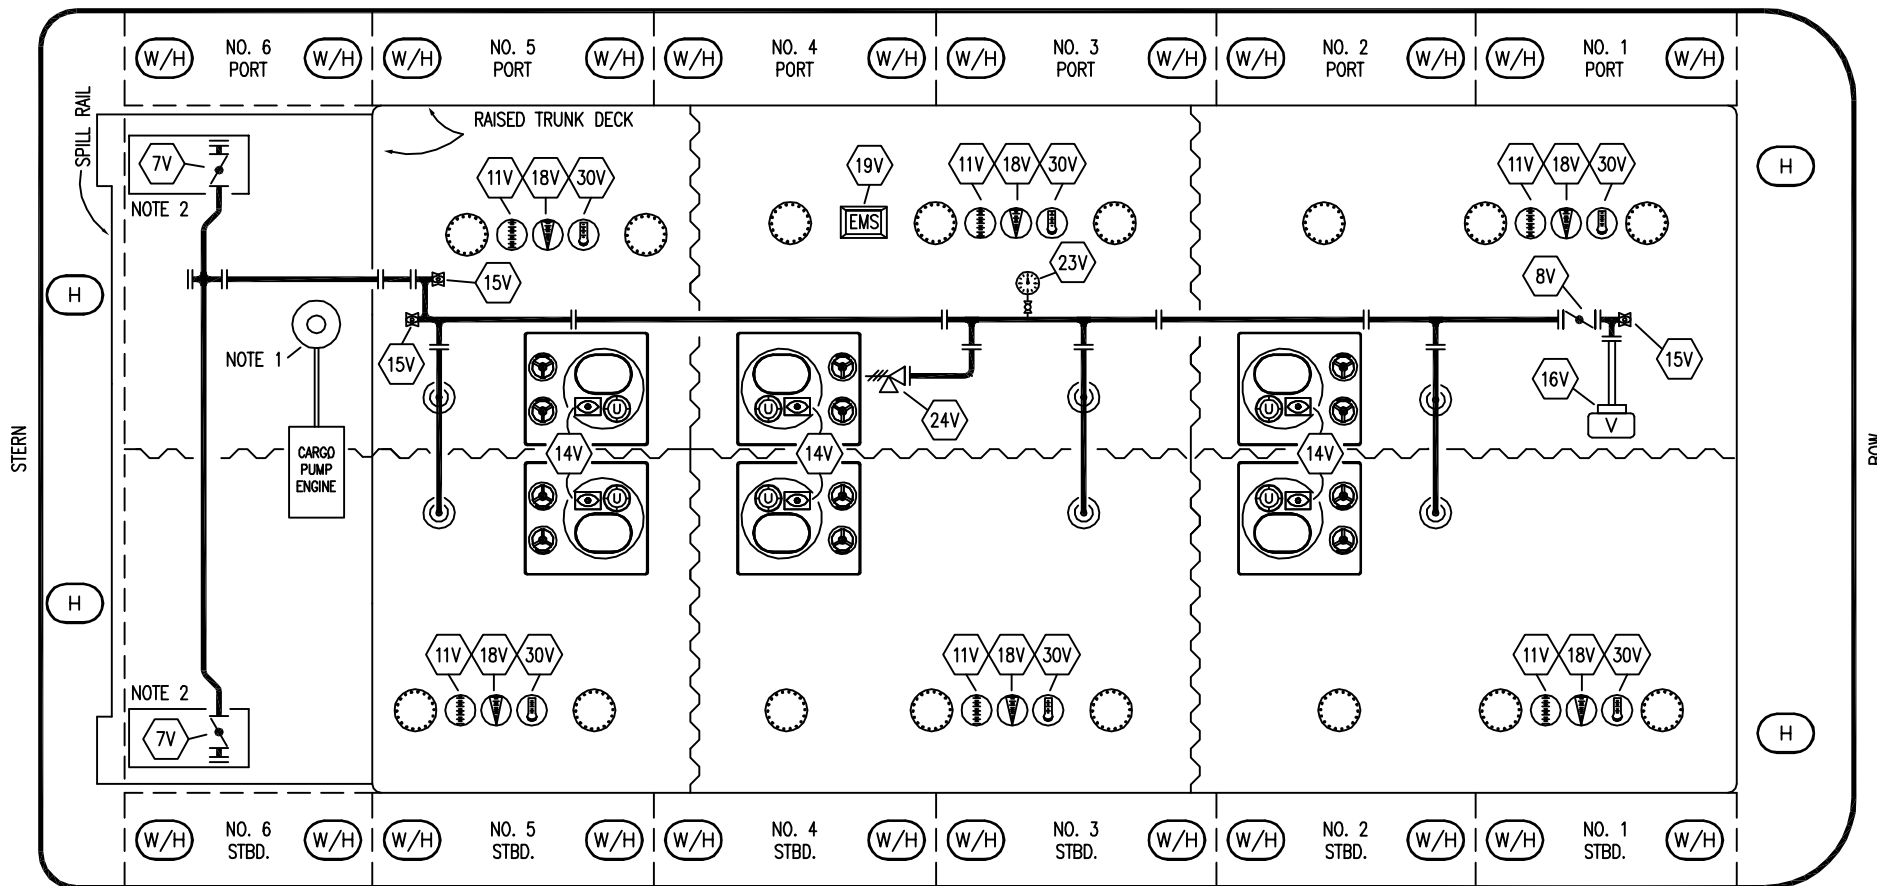 W/H NO. 6 W/H W/H NO. 5 W/H W/H NO. 4 W/H W/H NO. 3 W/H W/H NO. 2 W/H W/H NO. 1 W/H
PORT PORT PORT PORT PORT PORT
SPILL RAIL
RAISED TRUNK DECK
7V
NOTE 2
11V 18V 30V
19V
EMS
11V 18V 30V
11V 18V 30V
H
H
15V
23V
8V
NOTE 1
15V
24V
16V
15V
V
STERN
CARGO
PUMP
ENGINE
U
U
U
14V
14V
14V
U
U
U
BOW
H
H
11V 18V 30V
11V 18V 30V
11V 18V 30V
NOTE 2
7V
W/H NO. 6 W/H W/H NO. 5 W/H W/H NO. 4 W/H W/H NO. 3 W/H W/H NO. 2 W/H W/H NO. 1 W/H
STBD. STBD. STBD. STBD. STBD. STBD.